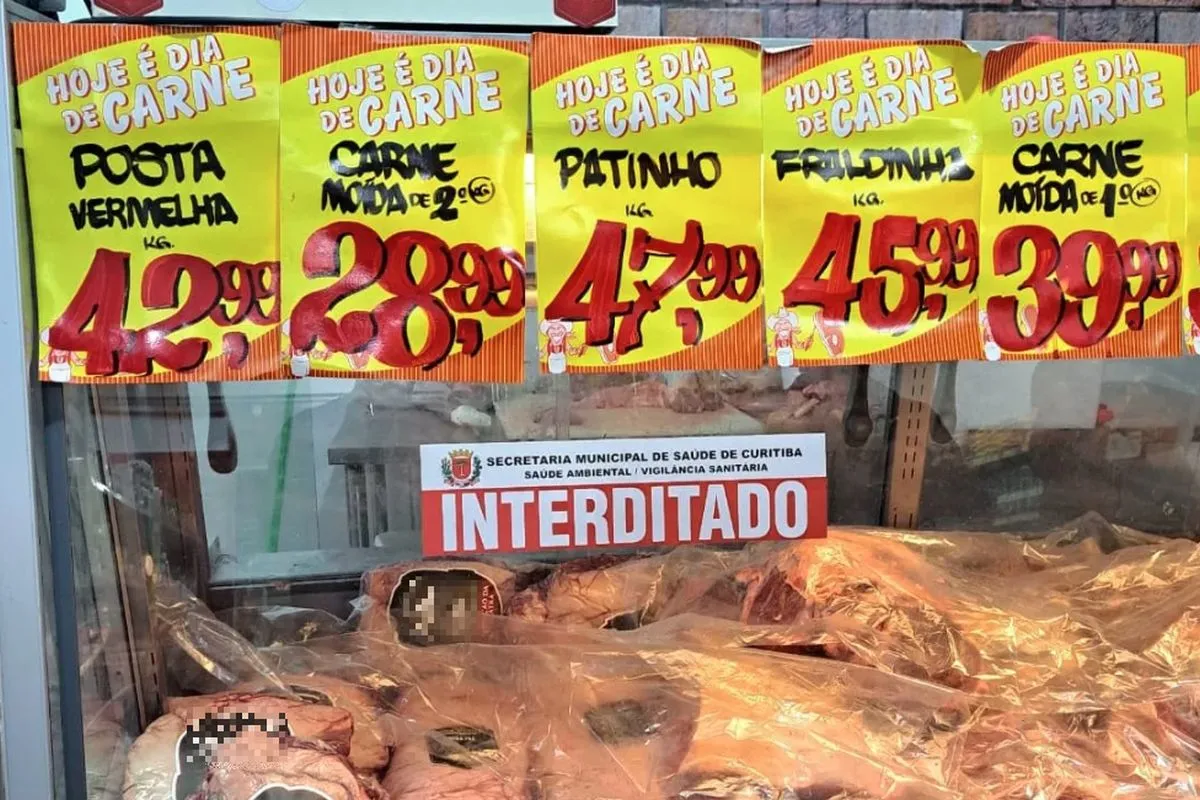 HOJE É DIA
DE CARNE
POSTA
VERMELHA
KG.
42,99
HOJE É DIA
DE CARNE
CARNE
MOÍDA DE 2º KG
28,99
HOJE É DIA
DE CARNE
PATINHO
KG.
47,99
HOJE É DIA
DE CARNE
FRALDINHA
KG.
45,99
HOJE É DIA
DE CARNE
CARNE
MOÍDA DE 1º KG
39,99
SECRETARIA MUNICIPAL DE SAÚDE DE CURITIBA
SAÚDE AMBIENTAL / VIGILÂNCIA SANITÁRIA
INTERDITADO